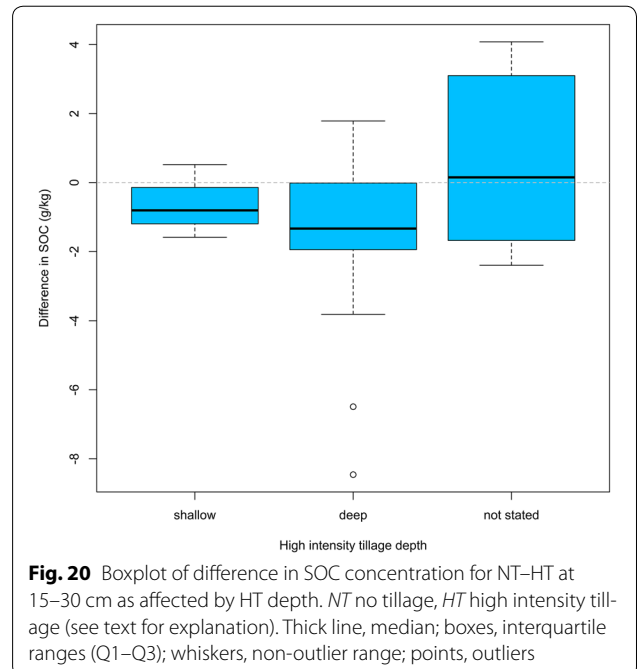 4
2
0
-2
-4
-6
-8
Difference in SOC (g/kg)
shallow deep not stated
High intensity tillage depth
Fig. 20 Boxplot of difference in SOC concentration for NT–HT at
15–30 cm as affected by HT depth. NT no tillage, HT high intensity till-
age (see text for explanation). Thick line, median; boxes, interquartile
ranges (Q1–Q3); whiskers, non-outlier range; points, outliers